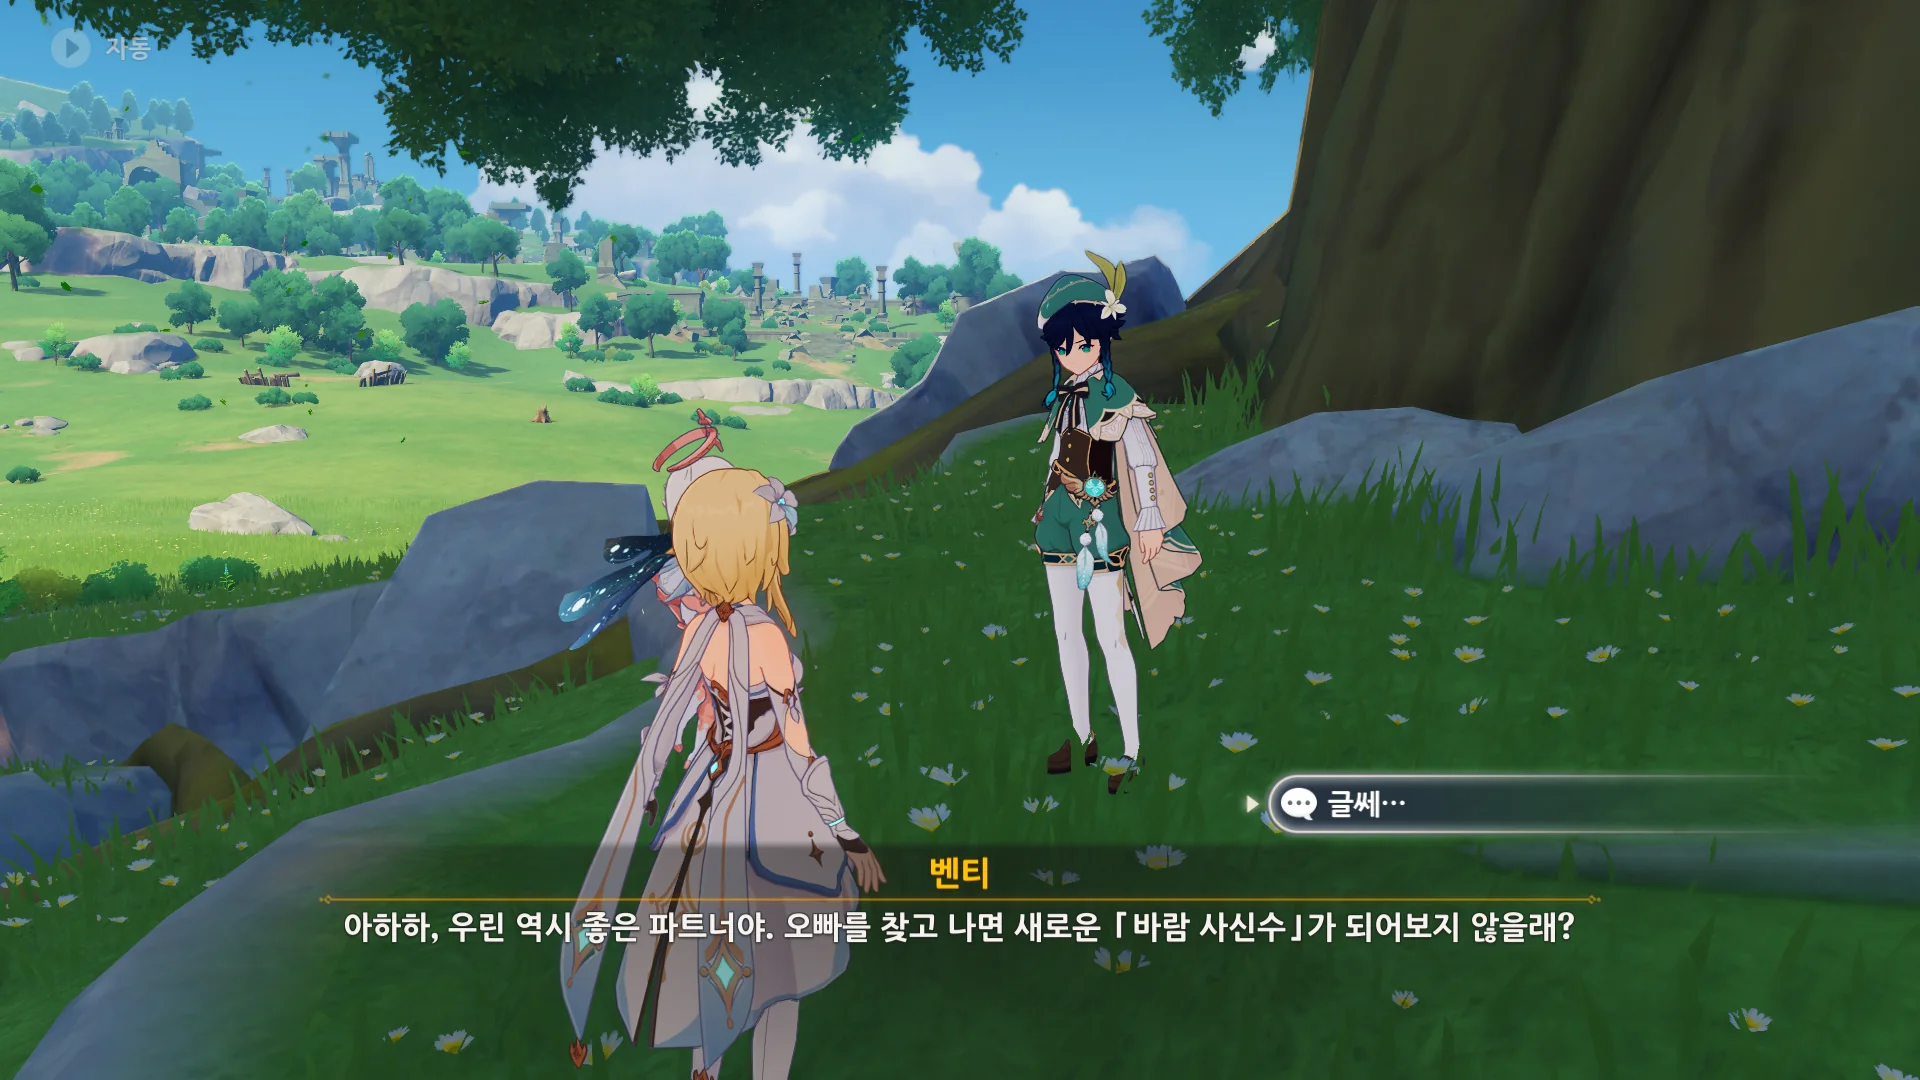 자동
글쎄…
벤티
아하하, 우린 역시 좋은 파트너야. 오빠를 찾고 나면 새로운 「바람 사신수」가 되어보지 않을래?